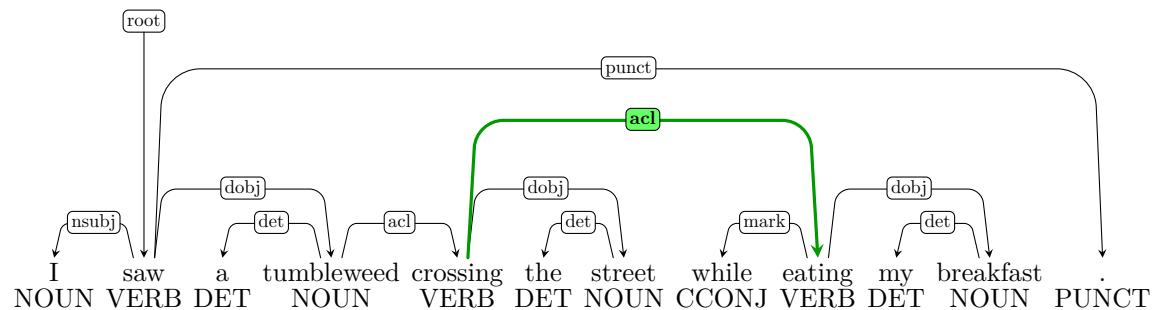 root
punct
acl
dobj dobj dobj
nsubj det acl det mark det
I saw a tumbleweed crossing the street while eating my breakfast .
NOUN VERB DET NOUN VERB DET NOUN CCONJ VERB DET NOUN PUNCT